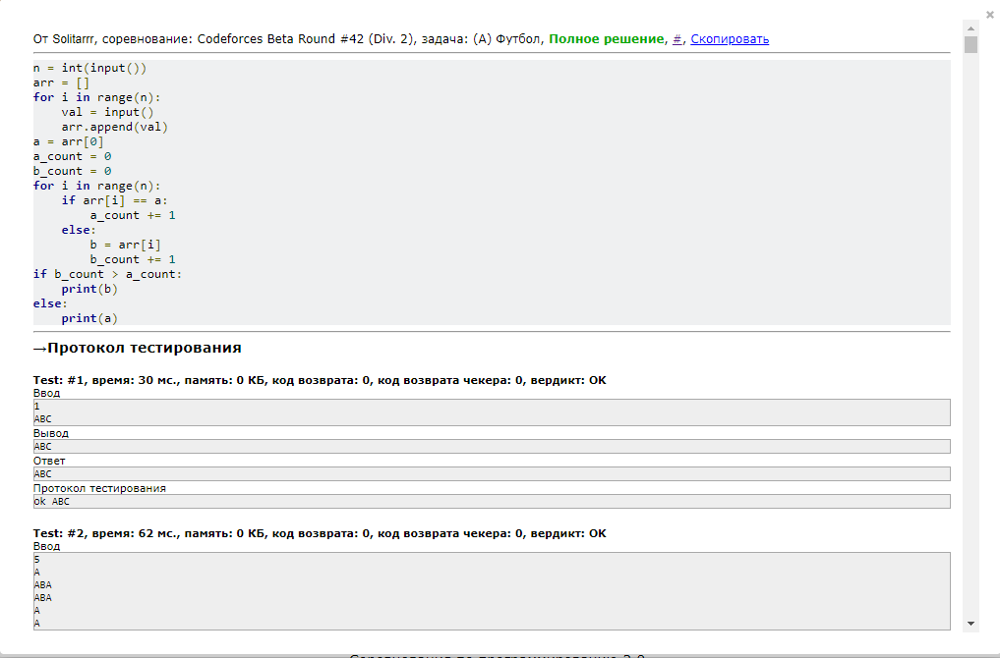 ×
От Solitarrr, соревнование: Codeforces Beta Round #42 (Div. 2), задача: (A) Футбол, Полное решение, #, Скопировать
n = int(input())
arr = []
for i in range(n):
    val = input()
    arr.append(val)
a = arr[0]
a_count = 0
b_count = 0
for i in range(n):
    if arr[i] == a:
        a_count += 1
    else:
        b = arr[i]
        b_count += 1
if b_count > a_count:
    print(b)
else:
    print(a)
→Протокол тестирования
Test: #1, время: 30 мс., память: 0 КБ, код возврата: 0, код возврата чекера: 0, вердикт: OK
Ввод
1
ABC
Вывод
ABC
Ответ
ABC
Протокол тестирования
ok ABC
Test: #2, время: 62 мс., память: 0 КБ, код возврата: 0, код возврата чекера: 0, вердикт: OK
Ввод
5
A
ABA
ABA
A
A